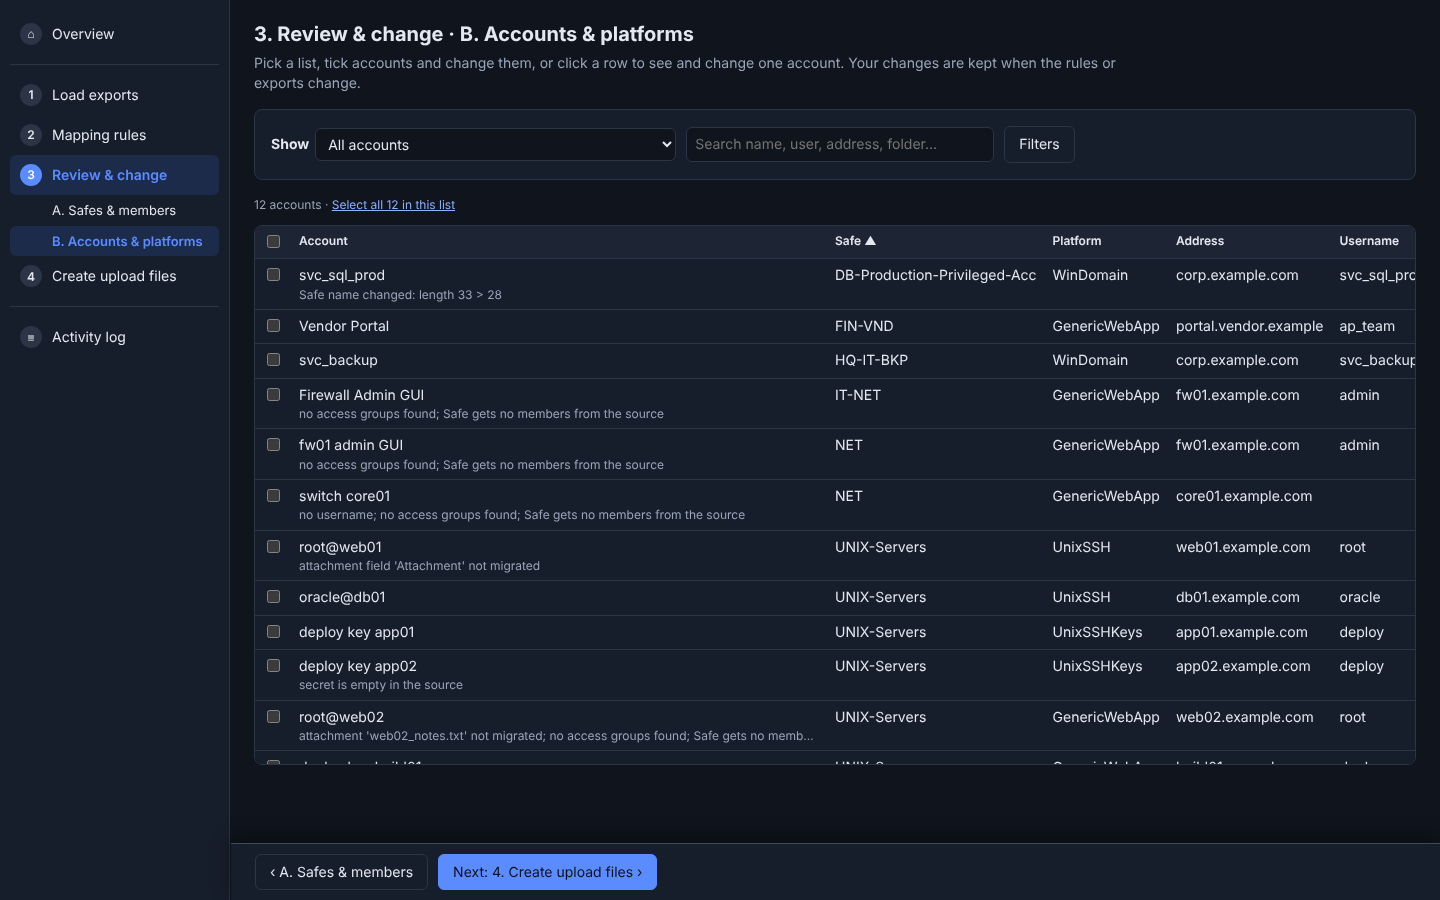 Overview
1 Load exports
2 Mapping rules
3 Review & change
A. Safes & members
B. Accounts & platforms
4 Create upload files
Activity log
3. Review & change · B. Accounts & platforms
Pick a list, tick accounts and change them, or click a row to see and change one account. Your changes are kept when the rules or
exports change.
Show All accounts Search name, user, address, folder... Filters
12 accounts · Select all 12 in this list
Account Safe ▲ Platform Address Username
svc_sql_prod DB-Production-Privileged-Acc WinDomain corp.example.com svc_sql_pro
Safe name changed: length 33 > 28
Vendor Portal FIN-VND GenericWebApp portal.vendor.example ap_team
svc_backup HQ-IT-BKP WinDomain corp.example.com svc_backup
Firewall Admin GUI IT-NET GenericWebApp fw01.example.com admin
no access groups found; Safe gets no members from the source
fw01 admin GUI NET GenericWebApp fw01.example.com admin
no access groups found; Safe gets no members from the source
switch core01 NET GenericWebApp core01.example.com
no username; no access groups found; Safe gets no members from the source
root@web01 UNIX-Servers UnixSSH web01.example.com root
attachment field 'Attachment' not migrated
oracle@db01 UNIX-Servers UnixSSH db01.example.com oracle
deploy key app01 UNIX-Servers UnixSSHKeys app01.example.com deploy
deploy key app02 UNIX-Servers UnixSSHKeys app02.example.com deploy
secret is empty in the source
root@web02 UNIX-Servers GenericWebApp web02.example.com root
attachment 'web02_notes.txt' not migrated; no access groups found; Safe gets no memb...
‹ A. Safes & members Next: 4. Create upload files ›